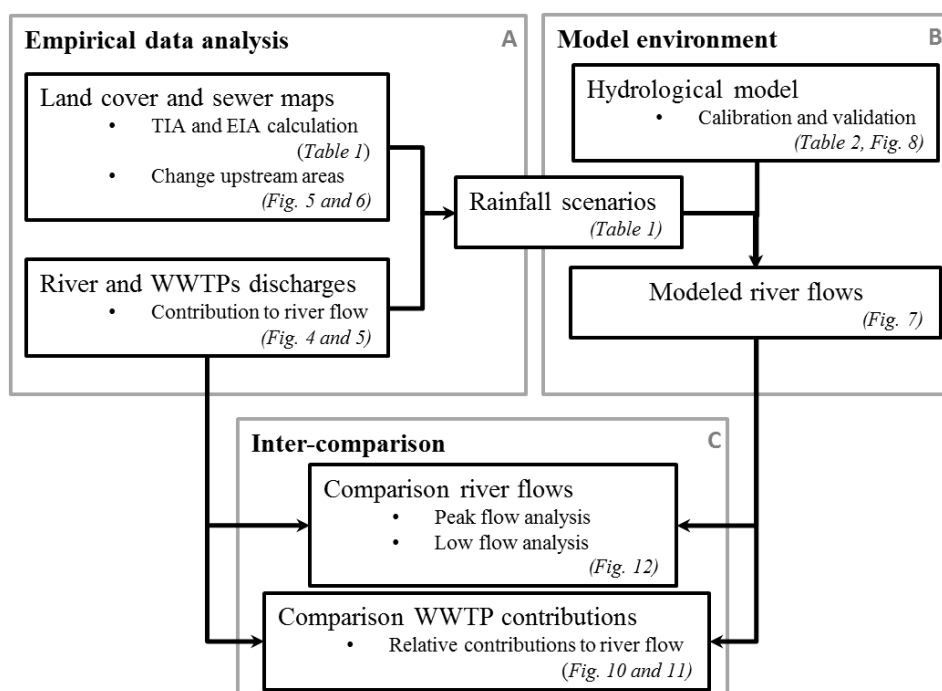 Empirical data analysis
A
Land cover and sewer maps
• TIA and EIA calculation
(Table 1)
• Change upstream areas
(Fig. 5 and 6)
River and WWTPs discharges
• Contribution to river flow
(Fig. 4 and 5)
Rainfall scenarios
(Table 1)
Model environment
B
Hydrological model
• Calibration and validation
(Table 2, Fig. 8)
Modeled river flows
(Fig. 7)
Inter-comparison
C
Comparison river flows
• Peak flow analysis
• Low flow analysis
(Fig. 12)
Comparison WWTP contributions
• Relative contributions to river flow
(Fig. 10 and 11)